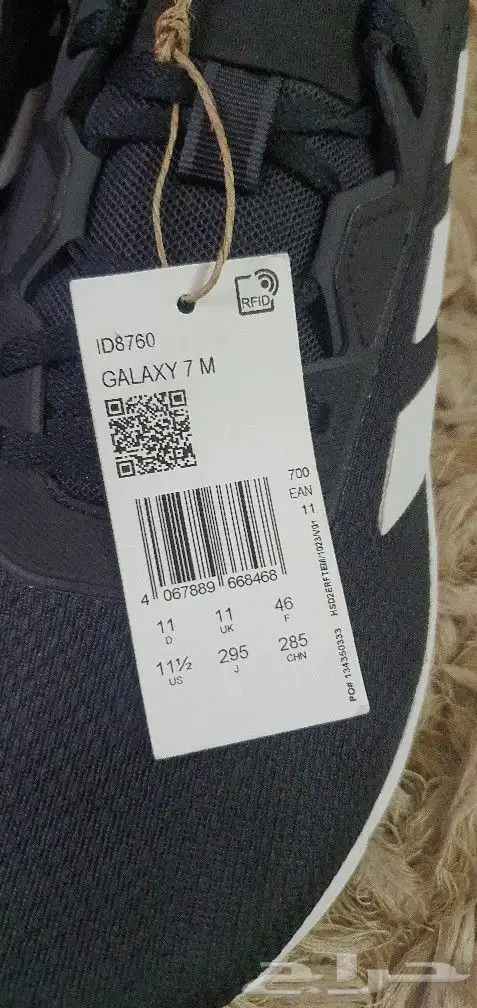 RFID
ID8760
GALAXY 7 M
700
EAN
11
4 067889 668468
11 11 46
D UK F
11½ 295 285
US J CHN
PO# 134350333 HSD2ERFTEM/1023/V01
حراج